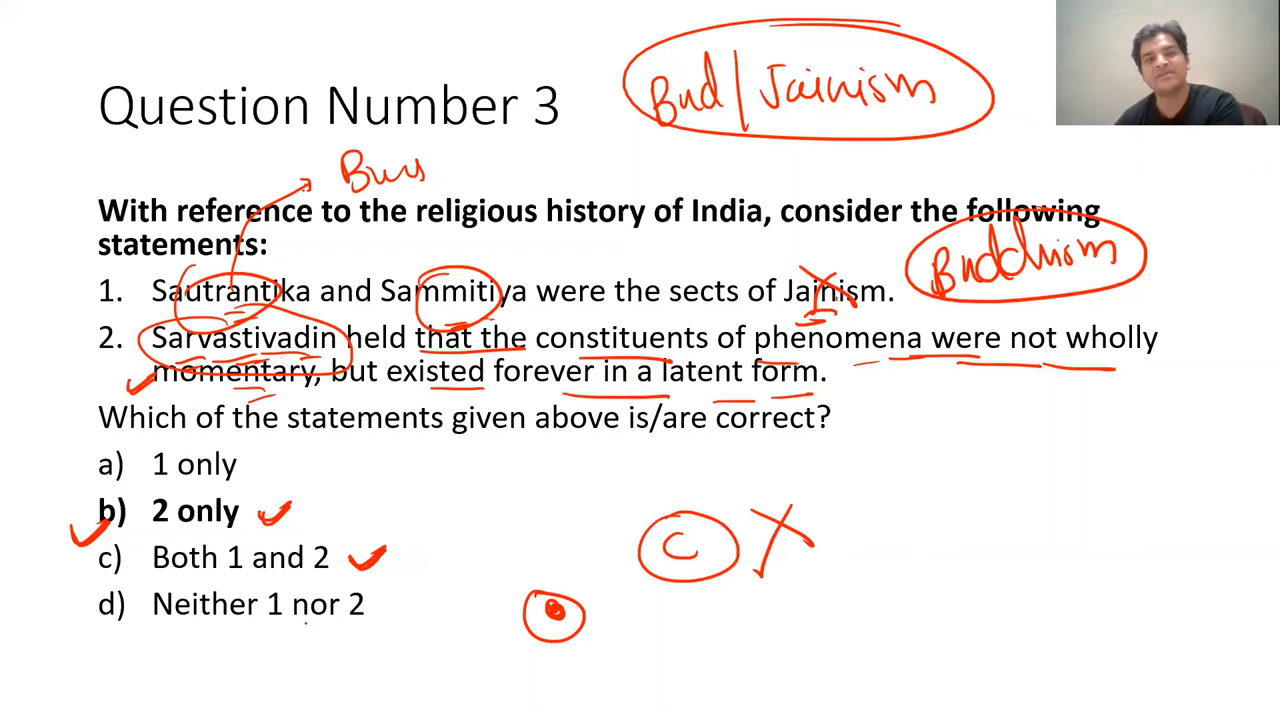 Bud | Jainism
Question Number 3
With reference to the religious history of India, consider the following
statements:
Buddhism
1. Sautrantika and Sammitiya were the sects of Jainism.
2. Sarvastivadin held that the constituents of phenomena were not wholly
momentary, but existed forever in a latent form.
Which of the statements given above is/are correct?
a) 1 only
b) 2 only
c) Both 1 and 2
C
d) Neither 1 nor 2